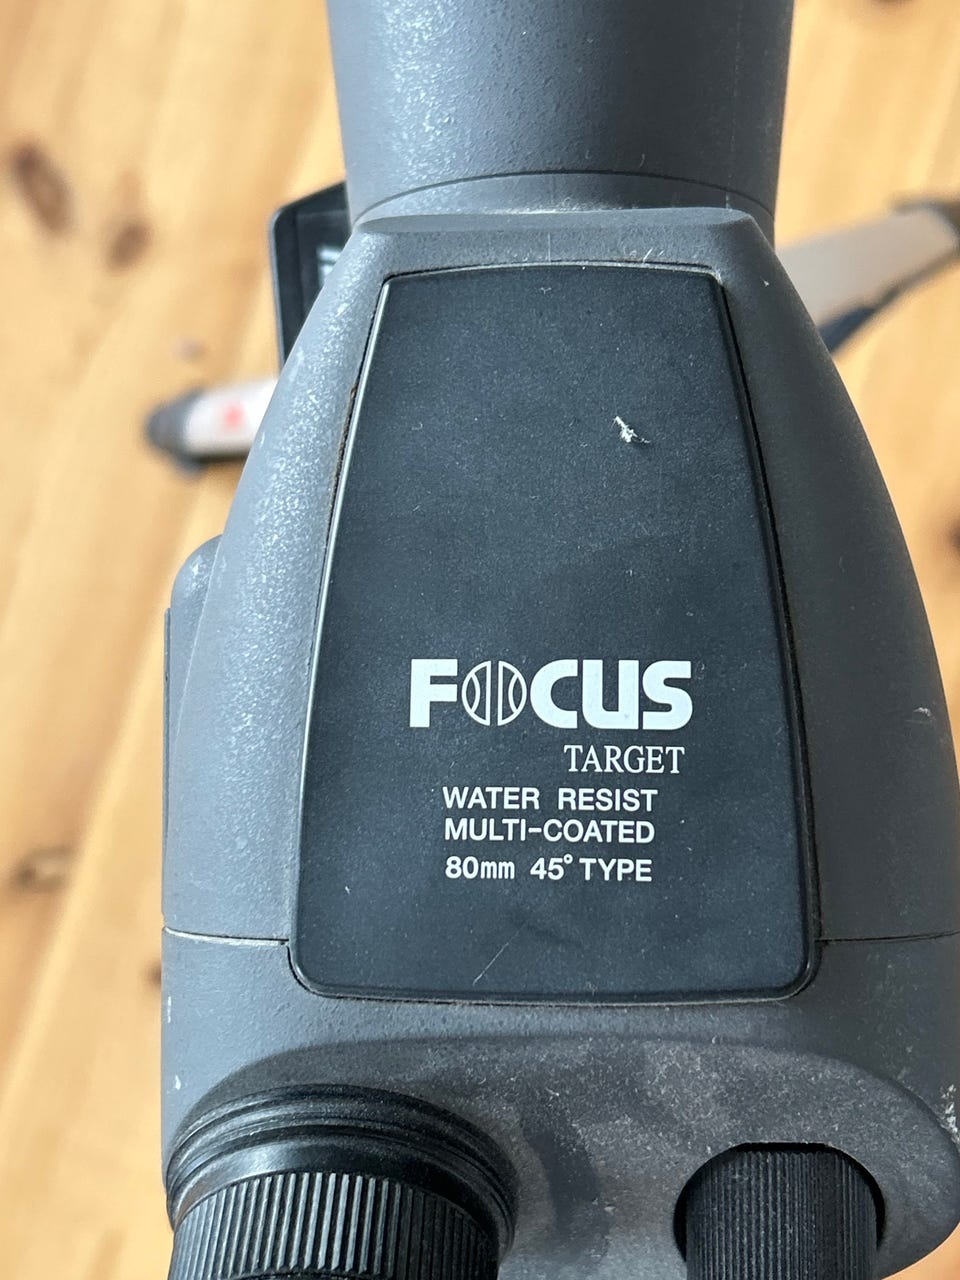 FOCUS
TARGET
WATER RESIST
MULTI-COATED
80mm 45° TYPE